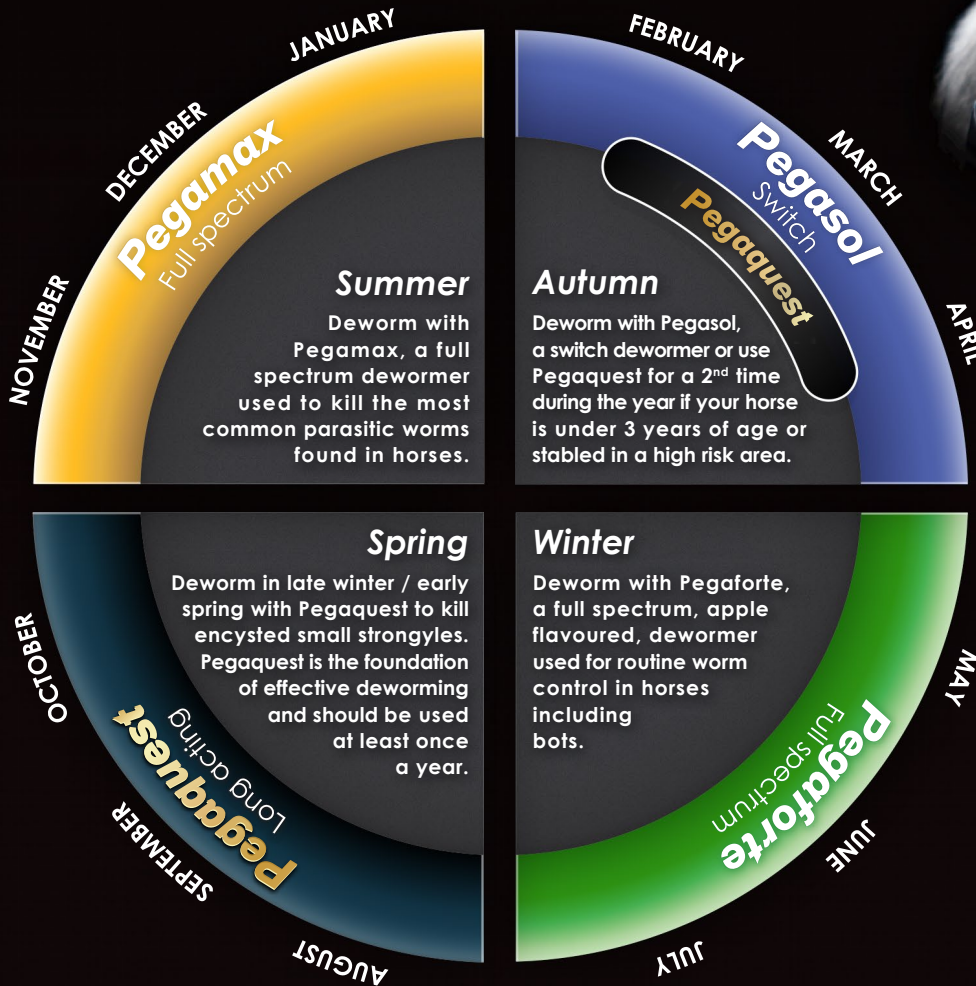 JANUARY
DECEMBER
NOVEMBER
Pegamax
Full spectrum
Summer
Deworm with
Pegamax, a full
spectrum dewormer
used to kill the most
common parasitic worms
found in horses.
FEBRUARY
MARCH
APRIL
Pegasol
Switch
Pegaquest
Autumn
Deworm with Pegasol,
a switch dewormer or use
Pegaquest for a 2nd time
during the year if your horse
is under 3 years of age or
stabled in a high risk area.
Spring
Deworm in late winter / early
spring with Pegaquest to kill
encysted small strongyles.
Pegaquest is the foundation
of effective deworming
and should be used
at least once
a year.
OCTOBER
SEPTEMBER
AUGUST
Pegaquest
Long acting
Winter
Deworm with Pegaforte,
a full spectrum, apple
flavoured, dewormer
used for routine worm
control in horses
including
bots.
MAY
JUNE
JULY
Pegaforte
Full spectrum